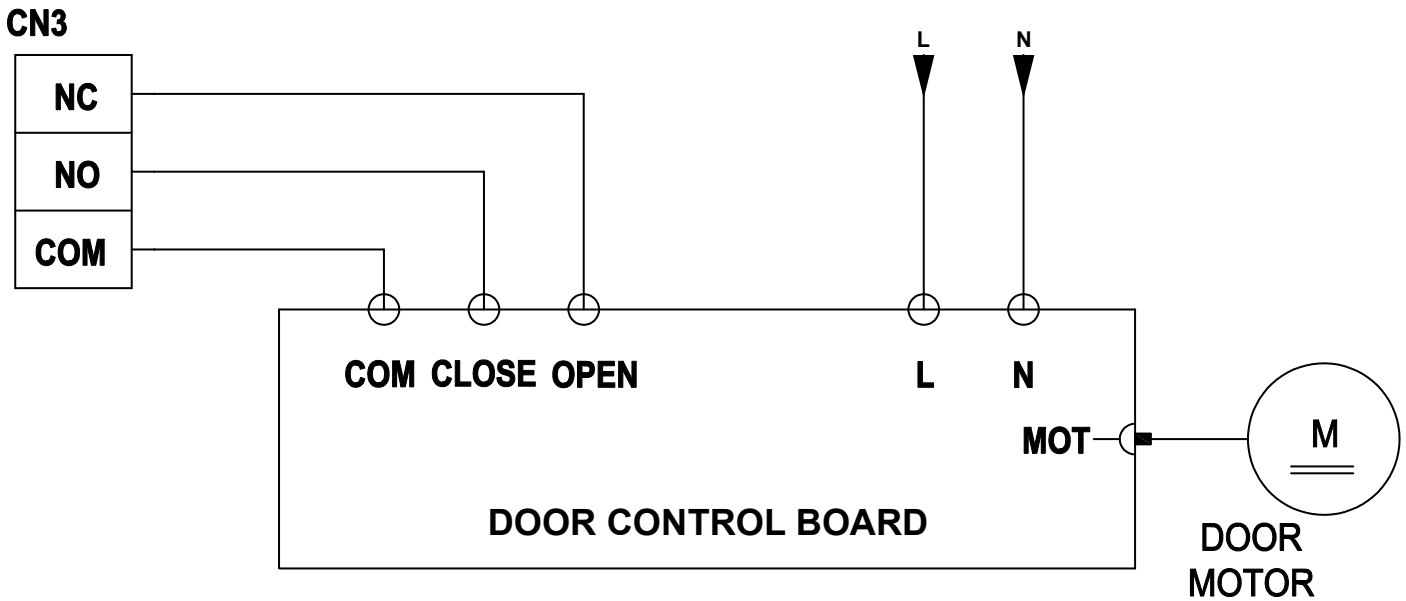 CN3
L N
NC
NO
COM
COM CLOSE OPEN L N
MOT
M
DOOR CONTROL BOARD
DOOR
MOTOR